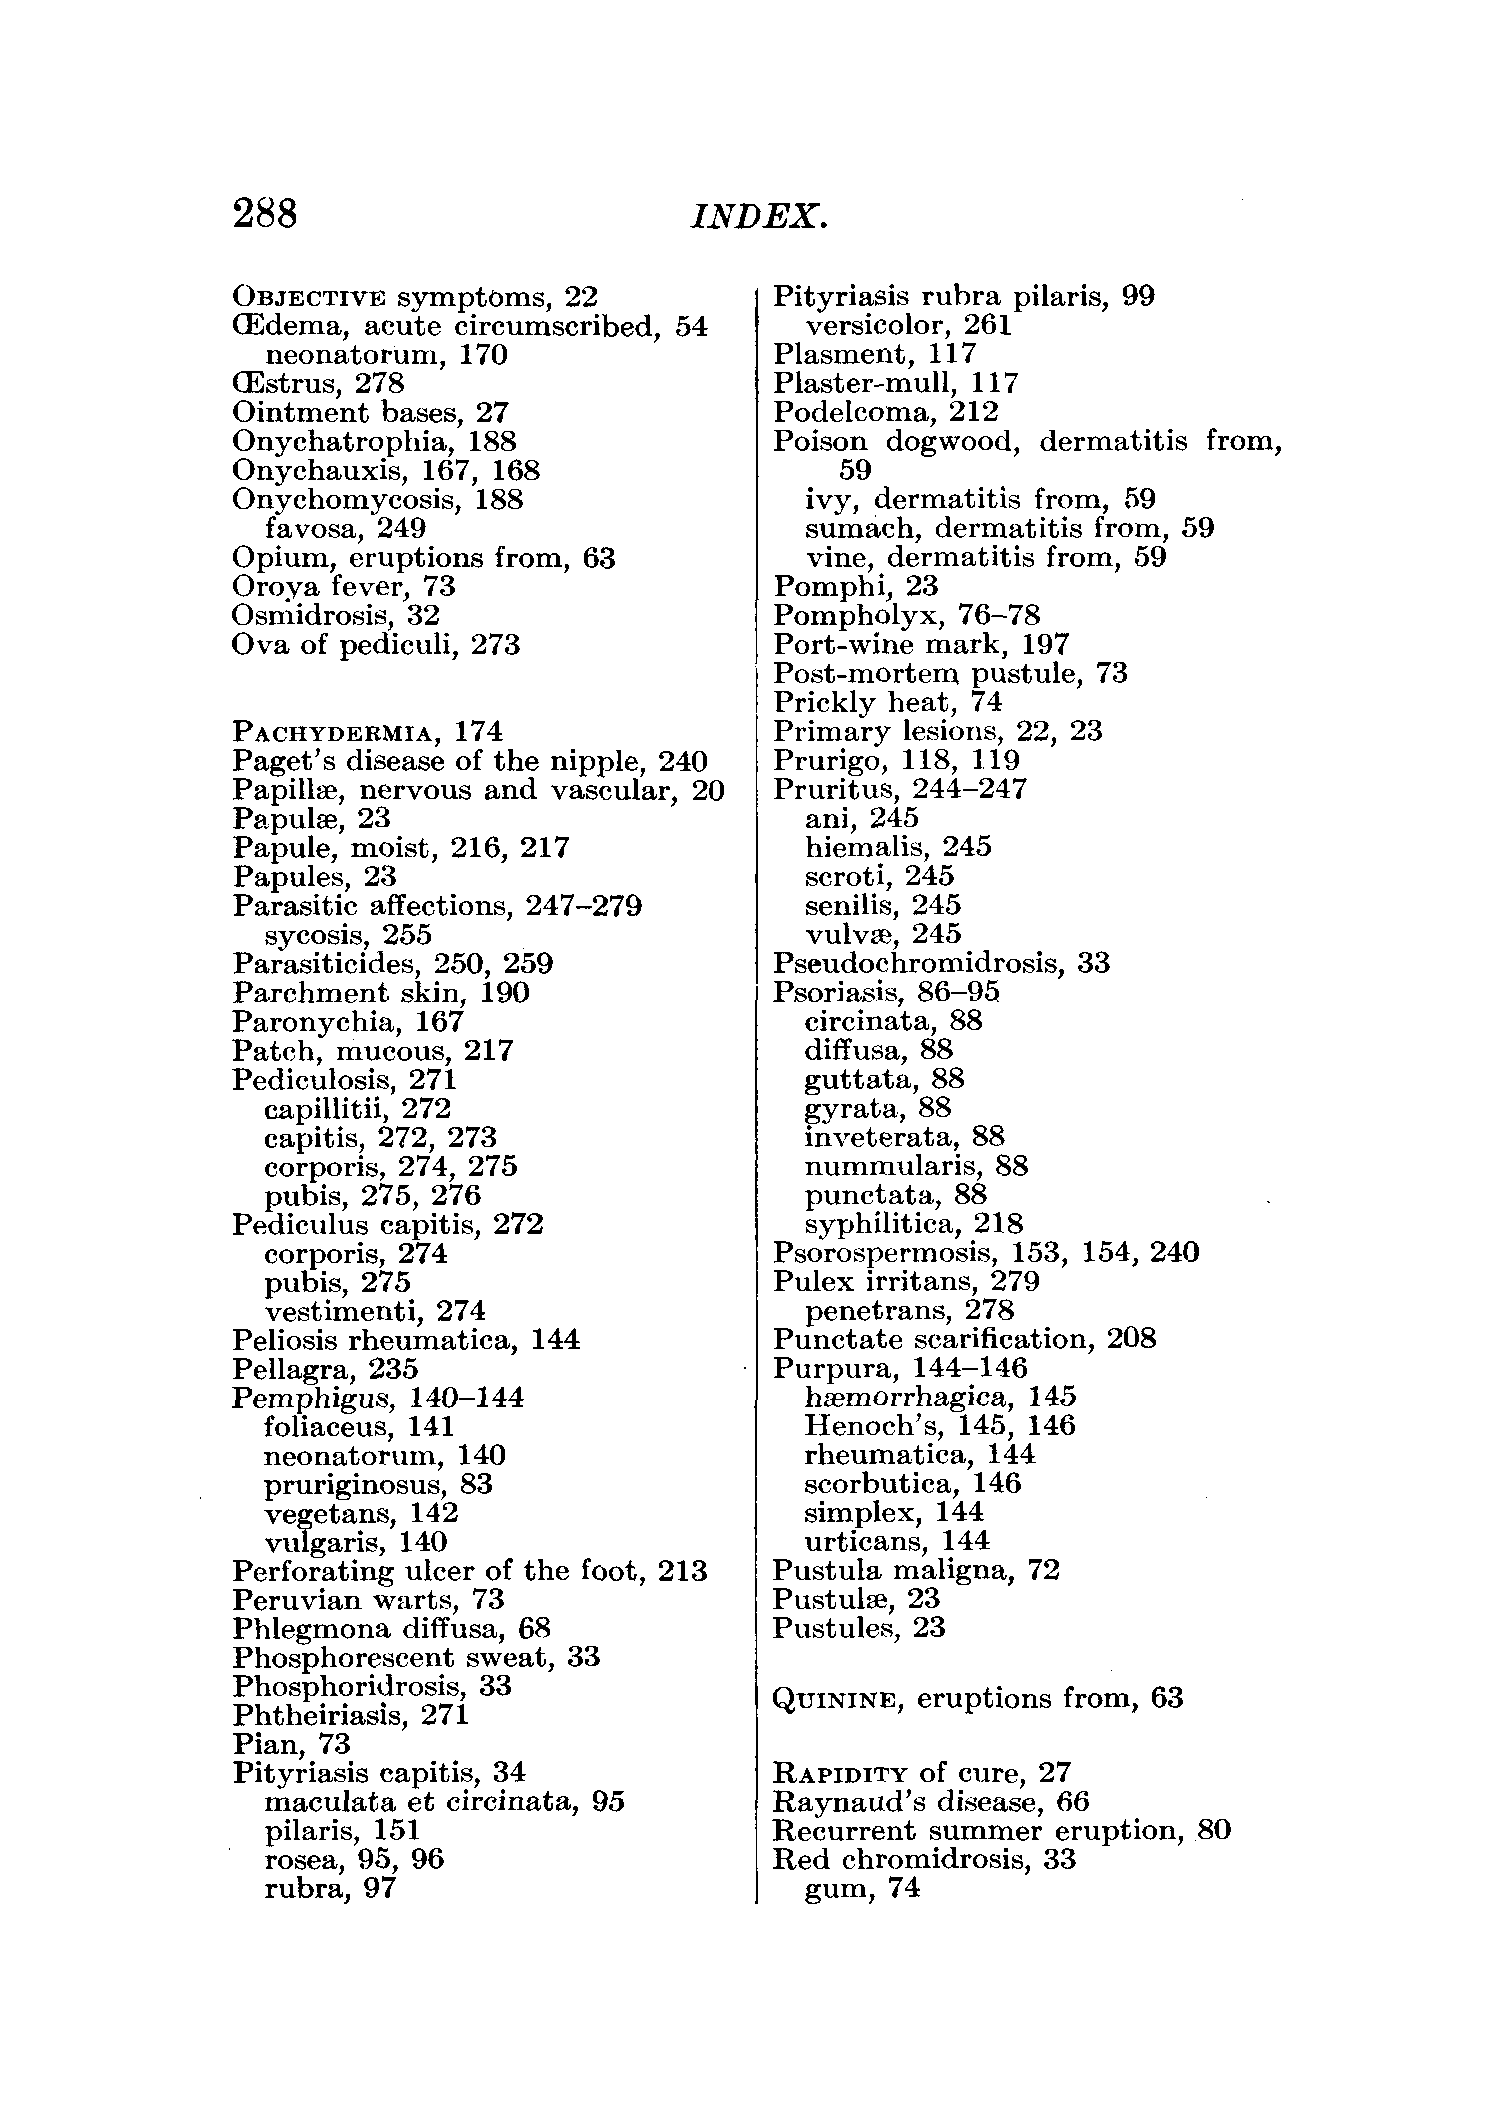 288 INDEX.
OBJECTIVE symptoms, 22
Œdema, acute circumscribed, 54
neonatorum, 170
Œstrus, 278
Ointment bases, 27
Onychatrophia, 188
Onychauxis, 167, 168
Onychomycosis, 188
favosa, 249
Opium, eruptions from, 63
Oroya fever, 73
Osmidrosis, 32
Ova of pediculi, 273
PACHYDERMIA, 174
Paget's disease of the nipple, 240
Papillæ, nervous and vascular, 20
Papulæ, 23
Papule, moist, 216, 217
Papules, 23
Parasitic affections, 247–279
sycosis, 255
Parasiticides, 250, 259
Parchment skin, 190
Paronychia, 167
Patch, mucous, 217
Pediculosis, 271
capillitii, 272
capitis, 272, 273
corporis, 274, 275
pubis, 275, 276
Pediculus capitis, 272
corporis, 274
pubis, 275
vestimenti, 274
Peliosis rheumatica, 144
Pellagra, 235
Pemphigus, 140–144
foliaceus, 141
neonatorum, 140
pruriginosus, 83
vegetans, 142
vulgaris, 140
Perforating ulcer of the foot, 213
Peruvian warts, 73
Phlegmona diffusa, 68
Phosphorescent sweat, 33
Phosphoridrosis, 33
Phtheiriasis, 271
Pian, 73
Pityriasis capitis, 34
maculata et circinata, 95
pilaris, 151
rosea, 95, 96
rubra, 97
Pityriasis rubra pilaris, 99
versicolor, 261
Plasment, 117
Plaster-mull, 117
Podelcoma, 212
Poison dogwood, dermatitis from,
59
ivy, dermatitis from, 59
sumach, dermatitis from, 59
vine, dermatitis from, 59
Pomphi, 23
Pompholyx, 76–78
Port-wine mark, 197
Post-mortem pustule, 73
Prickly heat, 74
Primary lesions, 22, 23
Prurigo, 118, 119
Pruritus, 244–247
ani, 245
hiemalis, 245
scroti, 245
senilis, 245
vulvæ, 245
Pseudochromidrosis, 33
Psoriasis, 86–95
circinata, 88
diffusa, 88
guttata, 88
gyrata, 88
inveterata, 88
nummularis, 88
punctata, 88
syphilitica, 218
Psorospermosis, 153, 154, 240
Pulex irritans, 279
penetrans, 278
Punctate scarification, 208
Purpura, 144–146
hæmorrhagica, 145
Henoch's, 145, 146
rheumatica, 144
scorbutica, 146
simplex, 144
urticans, 144
Pustula maligna, 72
Pustulæ, 23
Pustules, 23
QUININE, eruptions from, 63
RAPIDITY of cure, 27
Raynaud's disease, 66
Recurrent summer eruption, 80
Red chromidrosis, 33
gum, 74